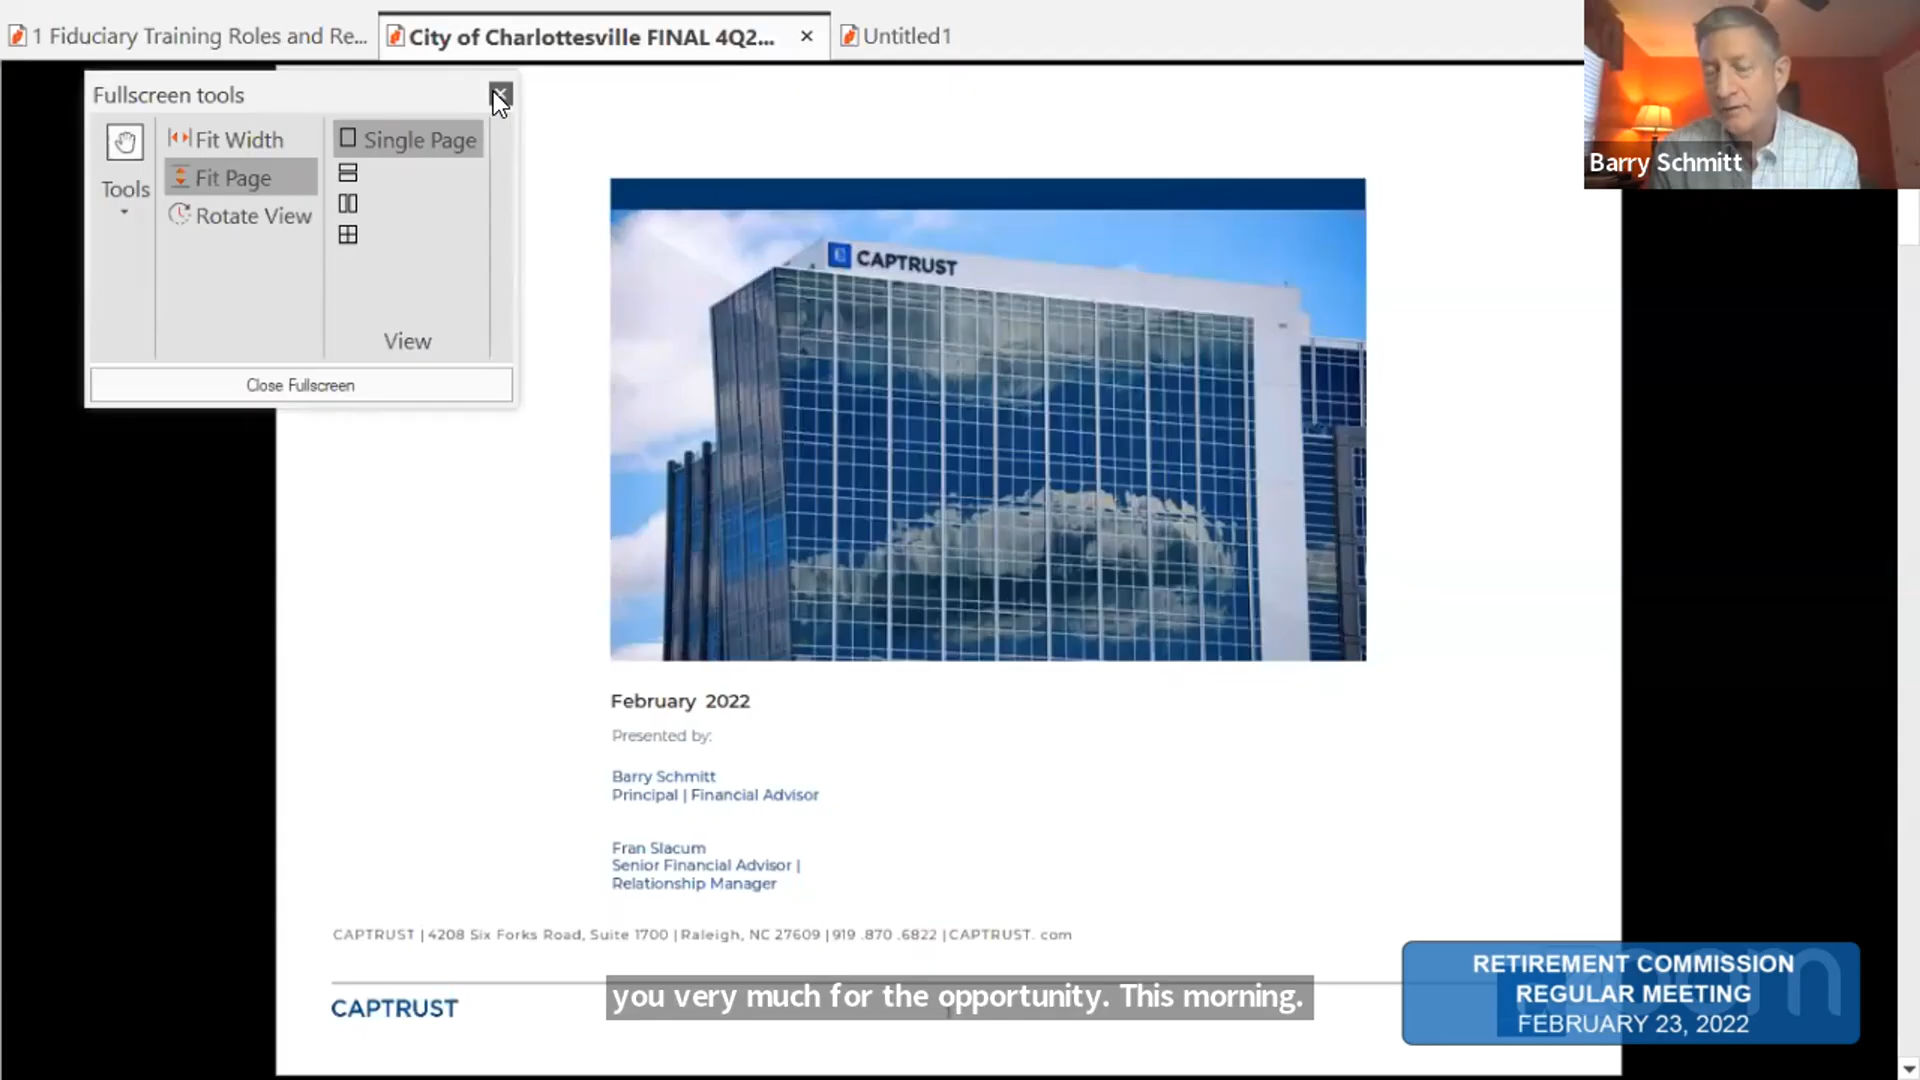 1 Fiduciary Training Roles and Re...
City of Charlottesville FINAL 4Q2...
Untitled1
Fullscreen tools
Tools
Fit Width
Fit Page
Rotate View
Single Page
View
Close Fullscreen
Barry Schmitt
CAPTRUST
February 2022
Presented by:
Barry Schmitt
Principal | Financial Advisor
Fran Slacum
Senior Financial Advisor |
Relationship Manager
CAPTRUST | 4208 Six Forks Road, Suite 1700 | Raleigh, NC 27609 | 919 .870 .6822 | CAPTRUST. com
CAPTRUST
you very much for the opportunity. This morning.
RETIREMENT COMMISSION
REGULAR MEETING
FEBRUARY 23, 2022
zoom